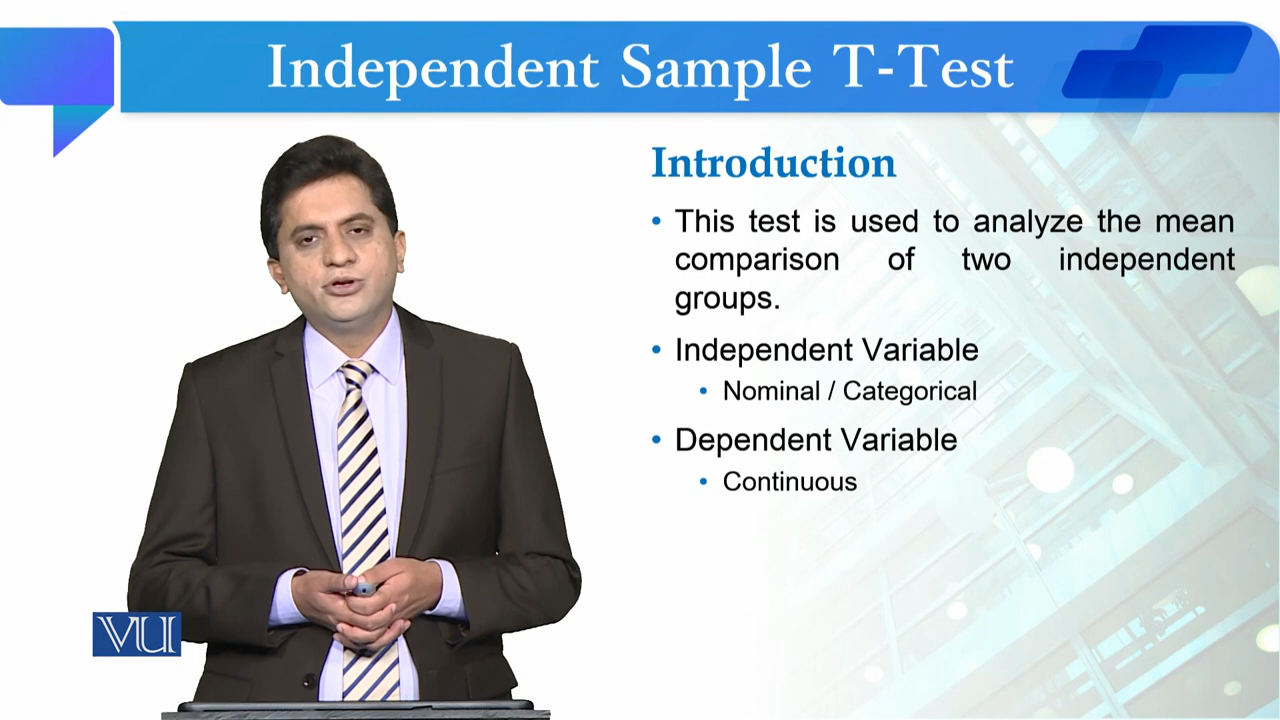 Independent Sample T-Test
Introduction
• This test is used to analyze the mean
comparison of two independent
groups.
• Independent Variable
• Nominal / Categorical
• Dependent Variable
• Continuous
VU